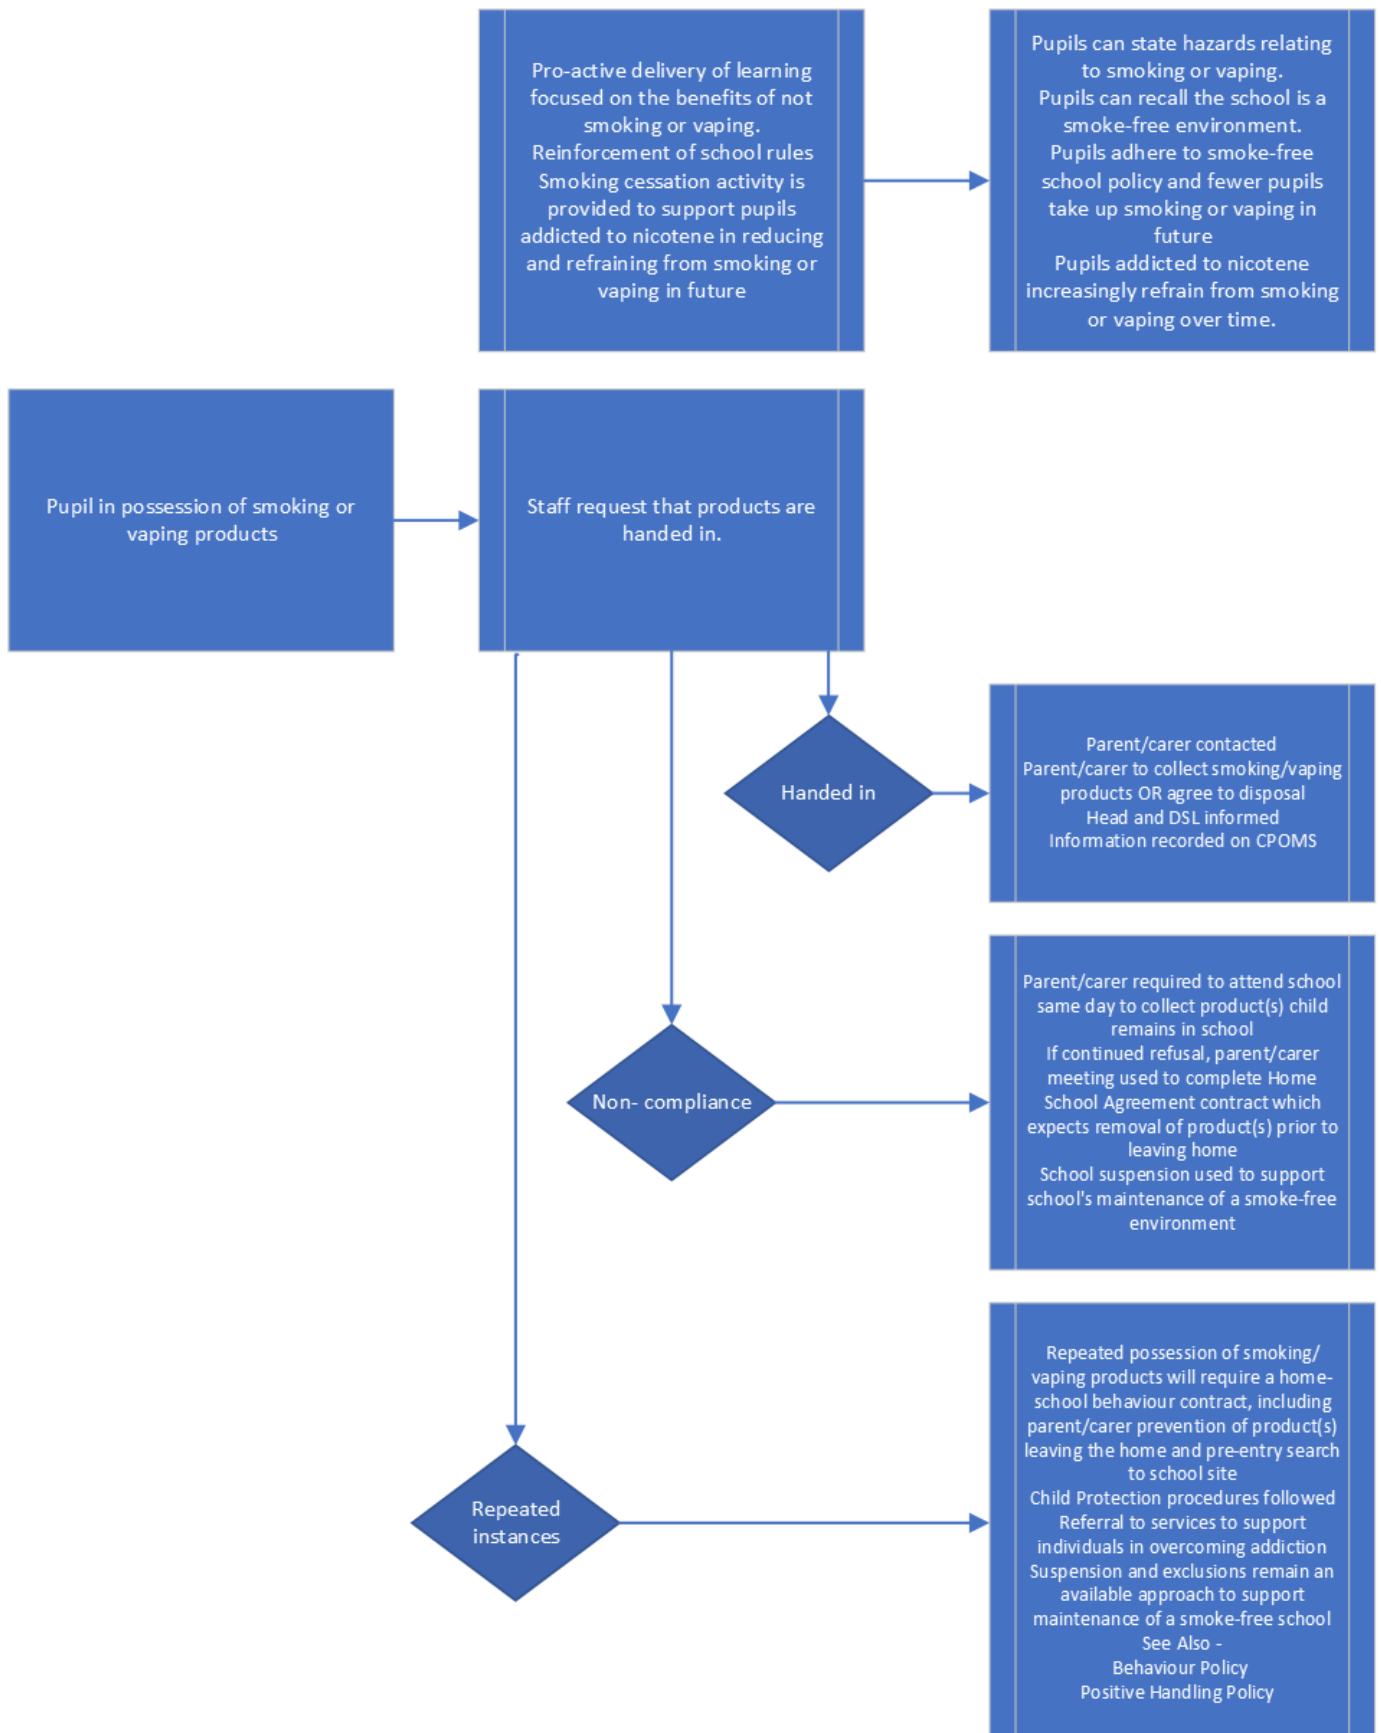 Pro-active delivery of learning
focused on the benefits of not
smoking or vaping.
Reinforcement of school rules
Smoking cessation activity is
provided to support pupils
addicted to nicotene in reducing
and refraining from smoking or
vaping in future
Pupils can state hazards relating
to smoking or vaping.
Pupils can recall the school is a
smoke-free environment.
Pupils adhere to smoke-free
school policy and fewer pupils
take up smoking or vaping in
future
Pupils addicted to nicotene
increasingly refrain from smoking
or vaping over time.
Pupil in possession of smoking or
vaping products
Staff request that products are
handed in.
Handed in
Parent/carer contacted
Parent/carer to collect smoking/vaping
products OR agree to disposal
Head and DSL informed
Information recorded on CPOMS
Non- compliance
Parent/carer required to attend school
same day to collect product(s) child
remains in school
If continued refusal, parent/carer
meeting used to complete Home
School Agreement contract which
expects removal of product(s) prior to
leaving home
School suspension used to support
school's maintenance of a smoke-free
environment
Repeated
instances
Repeated possession of smoking/
vaping products will require a home-
school behaviour contract, including
parent/carer prevention of product(s)
leaving the home and pre-entry search
to school site
Child Protection procedures followed
Referral to services to support
individuals in overcoming addiction
Suspension and exclusions remain an
available approach to support
maintenance of a smoke-free school
See Also -
Behaviour Policy
Positive Handling Policy